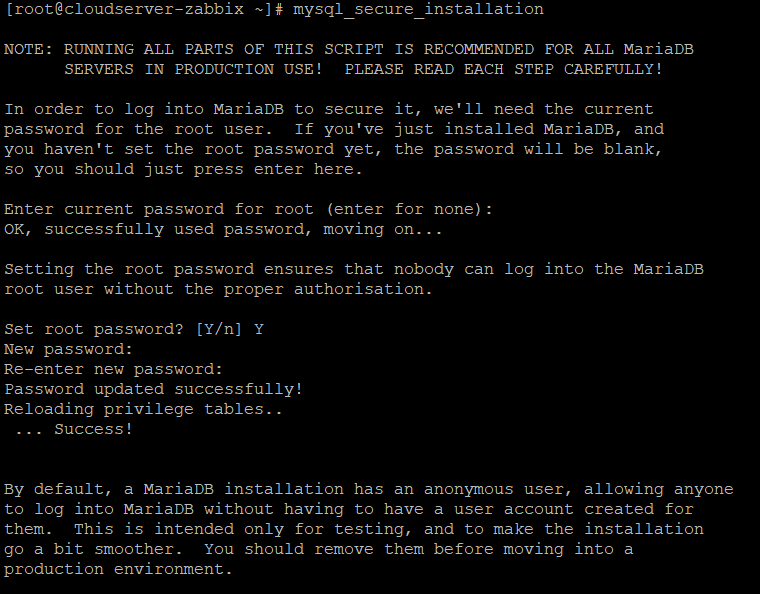 [root@cloudserver-zabbix ~]# mysql_secure_installation
NOTE: RUNNING ALL PARTS OF THIS SCRIPT IS RECOMMENDED FOR ALL MariaDB
SERVERS IN PRODUCTION USE!  PLEASE READ EACH STEP CAREFULLY!
In order to log into MariaDB to secure it, we'll need the current
password for the root user.  If you've just installed MariaDB, and
you haven't set the root password yet, the password will be blank,
so you should just press enter here.
Enter current password for root (enter for none):
OK, successfully used password, moving on...
Setting the root password ensures that nobody can log into the MariaDB
root user without the proper authorisation.
Set root password? [Y/n] Y
New password:
Re-enter new password:
Password updated successfully!
Reloading privilege tables..
... Success!
By default, a MariaDB installation has an anonymous user, allowing anyone
to log into MariaDB without having to have a user account created for
them.  This is intended only for testing, and to make the installation
go a bit smoother.  You should remove them before moving into a
production environment.